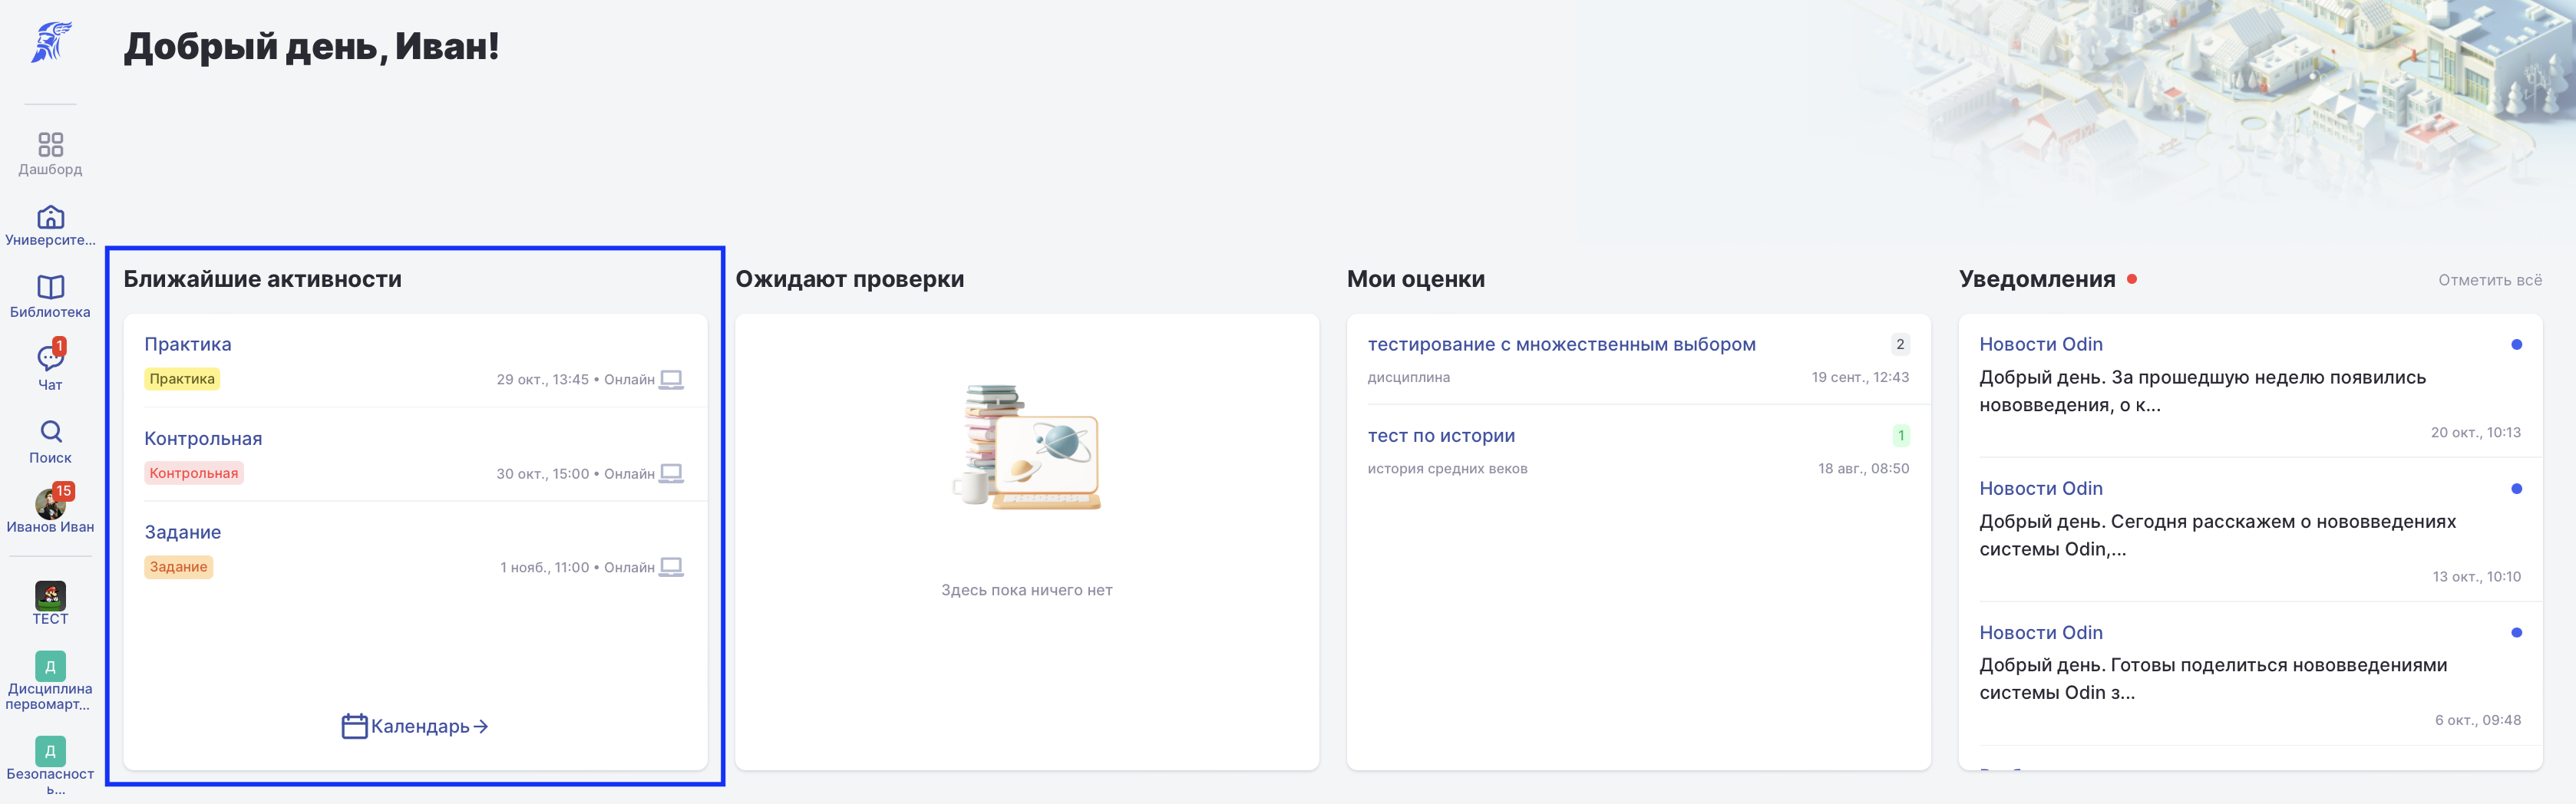 Добрый день, Иван!
Дашборд
Университе...
Библиотека
1
Чат
Поиск
15
Иванов Иван
ТЕСТ
Д
Дисциплина
первомарт...
Д
Безопасност
ь...
Ближайшие активности
Практика
Практика
29 окт., 13:45 • Онлайн
Контрольная
Контрольная
30 окт., 15:00 • Онлайн
Задание
Задание
1 нояб., 11:00 • Онлайн
Календарь→
Ожидают проверки
Здесь пока ничего нет
Мои оценки
тестирование с множественным выбором 2
дисциплина 19 сент., 12:43
тест по истории 1
история средних веков 18 авг., 08:50
Уведомления
Отметить всё
Новости Odin
Добрый день. За прошедшую неделю появились
нововведения, о к...
20 окт., 10:13
Новости Odin
Добрый день. Сегодня расскажем о нововведениях
системы Odin,...
13 окт., 10:10
Новости Odin
Добрый день. Готовы поделиться нововведениями
системы Odin з...
6 окт., 09:48